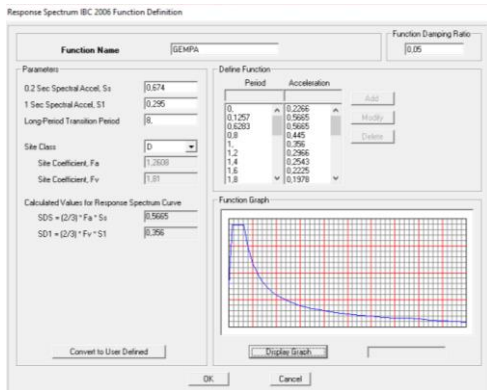 Response Spectrum IBC 2006 Function Definition
Function Damping Ratio
Function Name GEMPA 0,05
Parameters
0.2 Sec Spectral Accel, Ss 0,674
1 Sec Spectral Accel, S1 0.295
Long-Period Transition Period 8.
Site Class D
Site Coefficient, Fa 1,2608
Site Coefficient, Fv 1,81
Calculated Values for Response Spectrum Curve
SDS = (2/3) * Fa * Ss 0,5665
SD1 = (2/3) * Fv * S1 0,356
Convert to User Defined
Define Function
Period Acceleration
0. 0,2266
0,1257 0,5665
0,6283 0,5665
0,8 0,445
1. 0,356
1,2 0,2966
1,4 0,2543
1,6 0,2225
1,8 0,1978
Add
Modify
Delete
Function Graph
Display Graph
OK Cancel